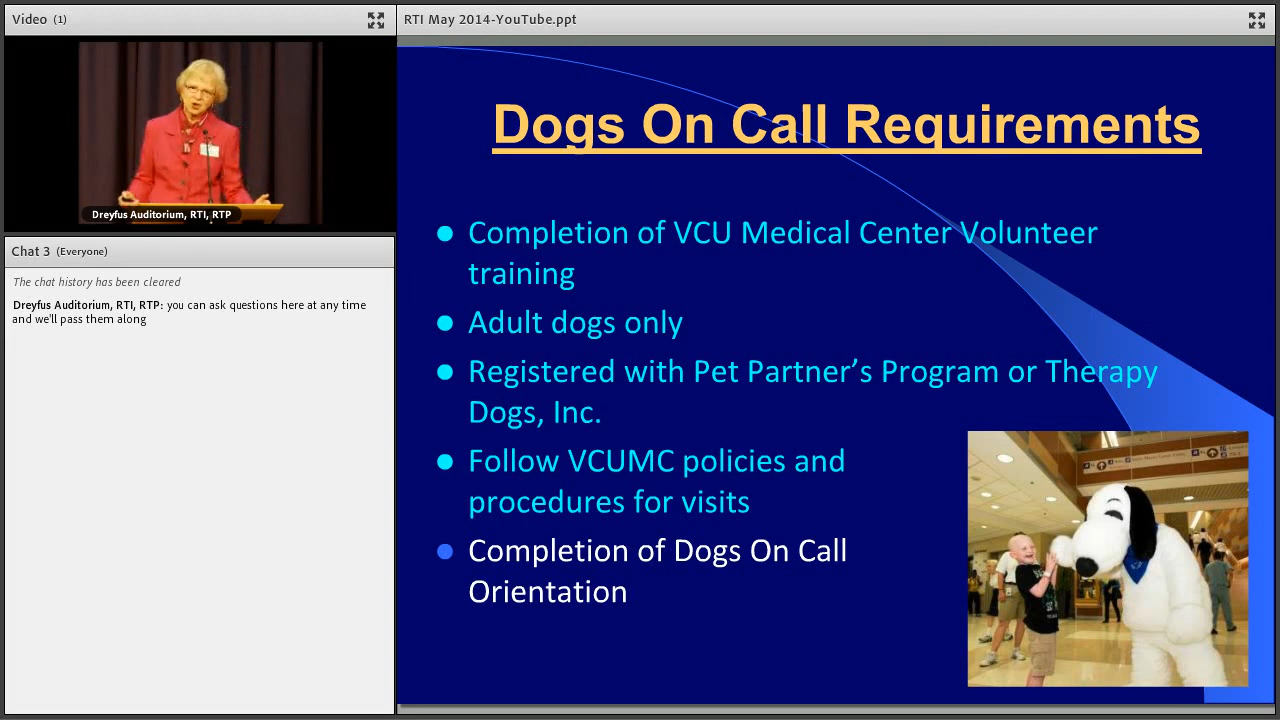 Video (1)
RTI May 2014-YouTube.ppt
Dreyfus Auditorium, RTI, RTP
Chat 3 (Everyone)
The chat history has been cleared
Dreyfus Auditorium, RTI, RTP: you can ask questions here at any time
and we'll pass them along
Dogs On Call Requirements
Completion of VCU Medical Center Volunteer
training
Adult dogs only
Registered with Pet Partner’s Program or Therapy
Dogs, Inc.
Follow VCUMC policies and
procedures for visits
Completion of Dogs On Call
Orientation